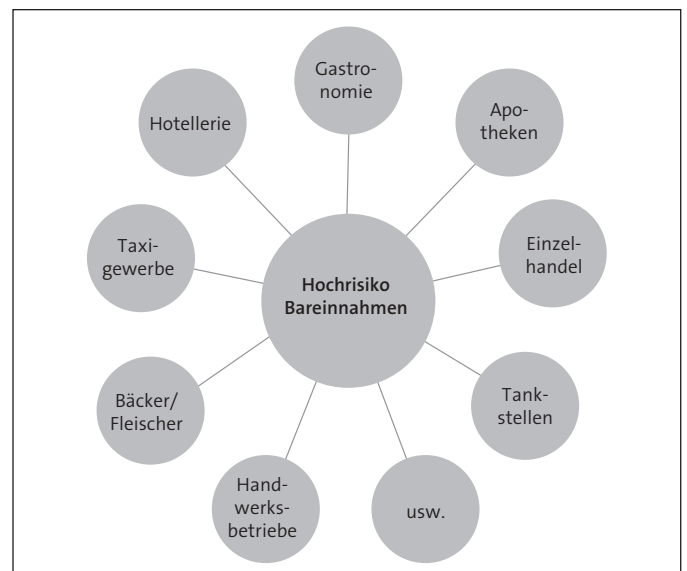 Gastro-
nomie
Apo-
theken
Einzel-
handel
Tank-
stellen
usw.
Hand-
werks-
betriebe
Bäcker/
Fleischer
Taxi-
gewerbe
Hotellerie
Hochrisiko
Bareinnahmen